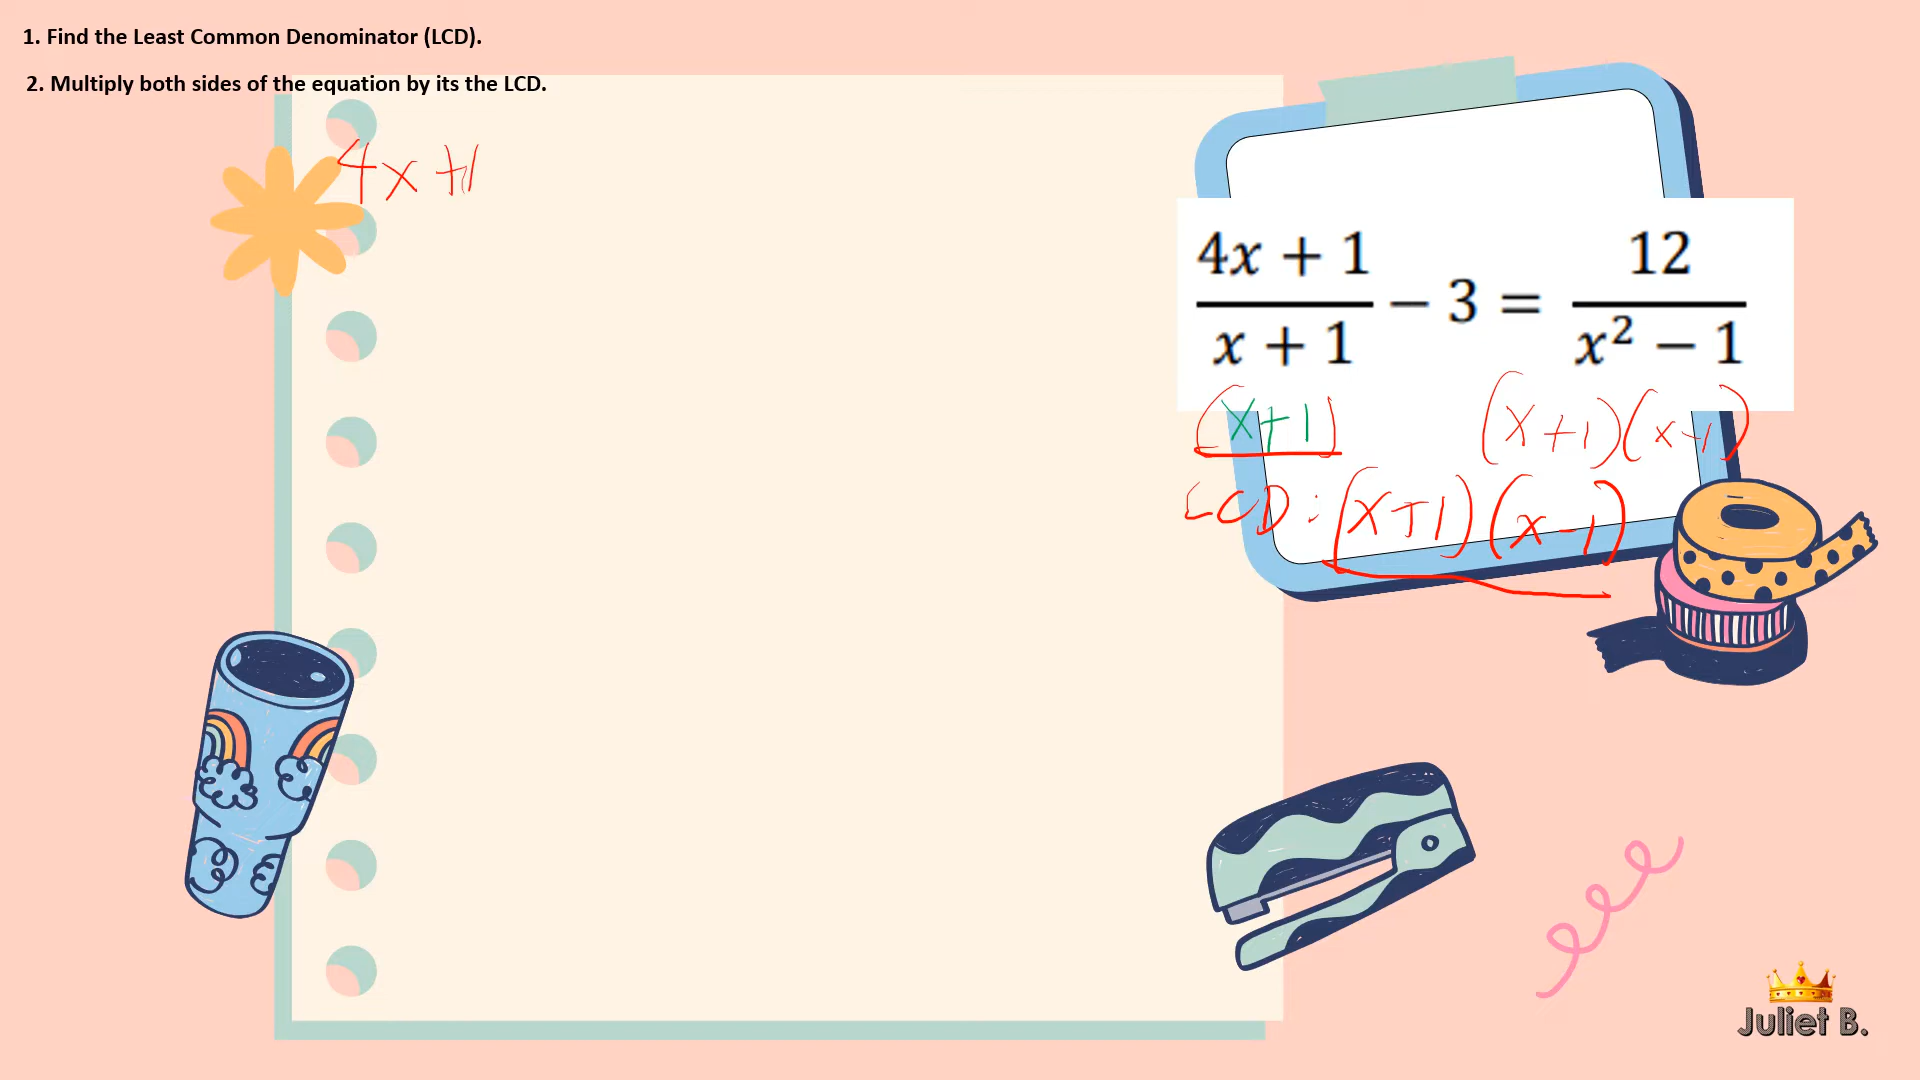 1. Find the Least Common Denominator (LCD).
2. Multiply both sides of the equation by its the LCD.
4x +1
4x + 1
12
− 3 =
x + 1
x² − 1
(x+1)
(x+1)(x-1)
LCD : (x+1)(x-1)
Juliet B.